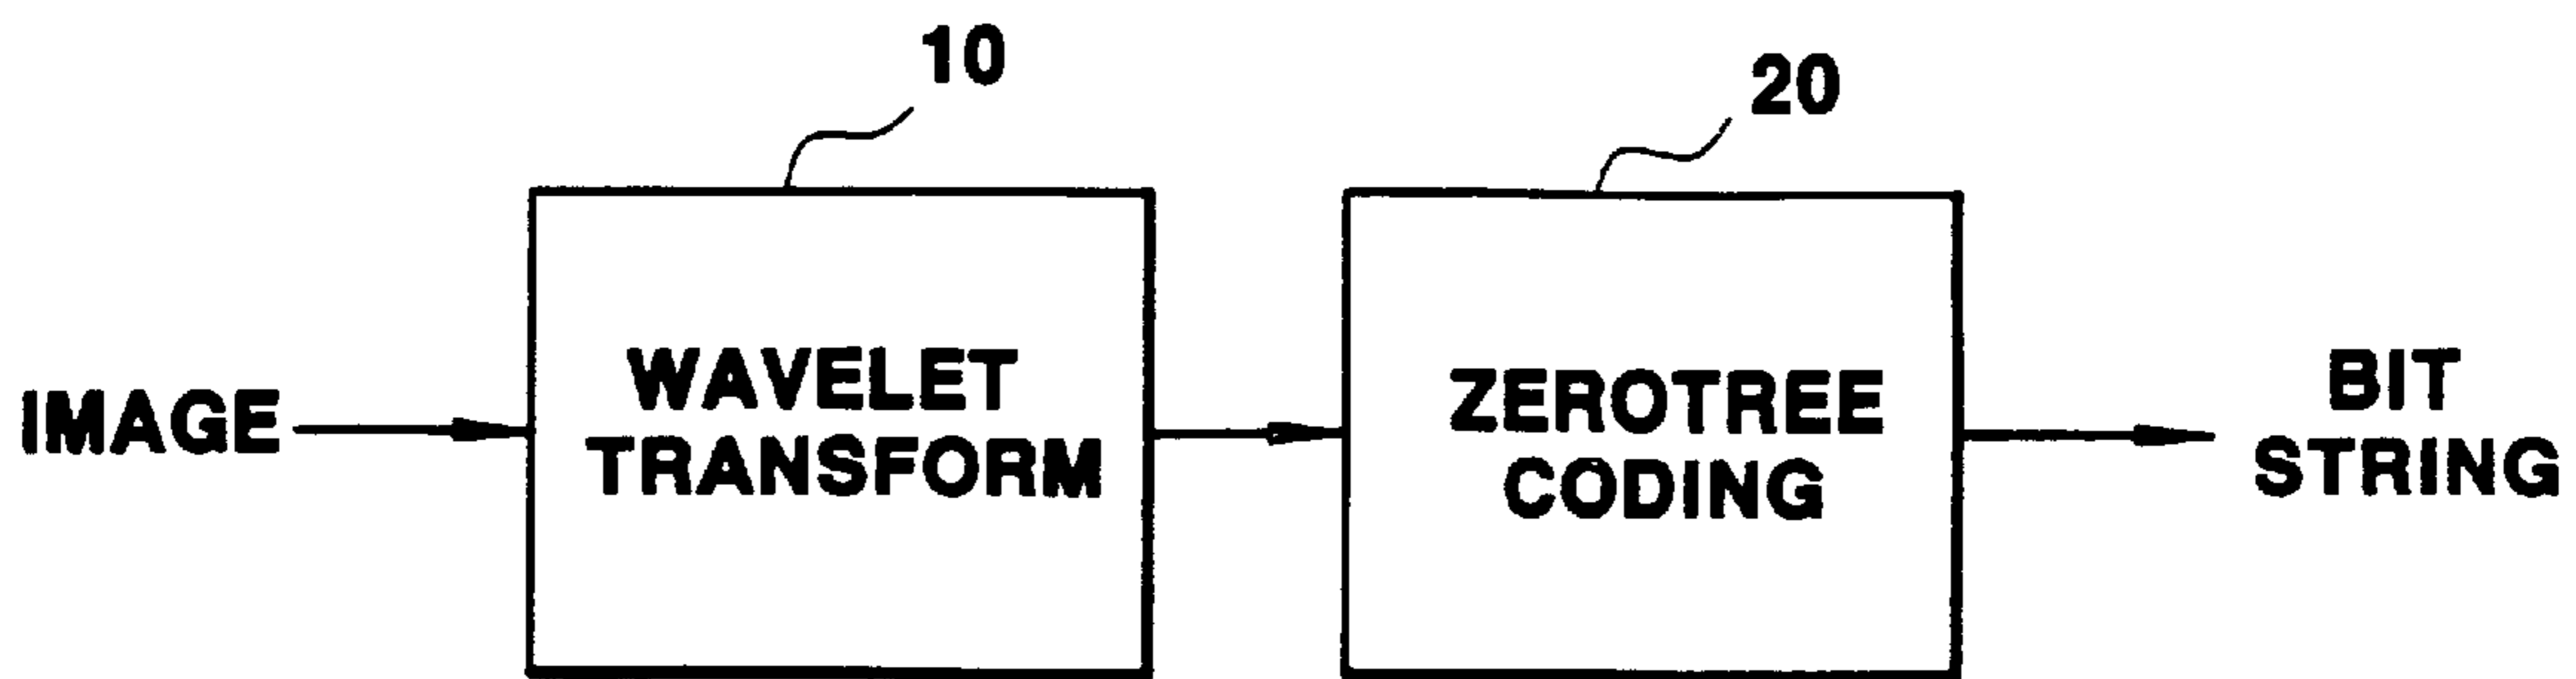 10
20
IMAGE
WAVELET
TRANSFORM
ZEROTREE
CODING
BIT
STRING